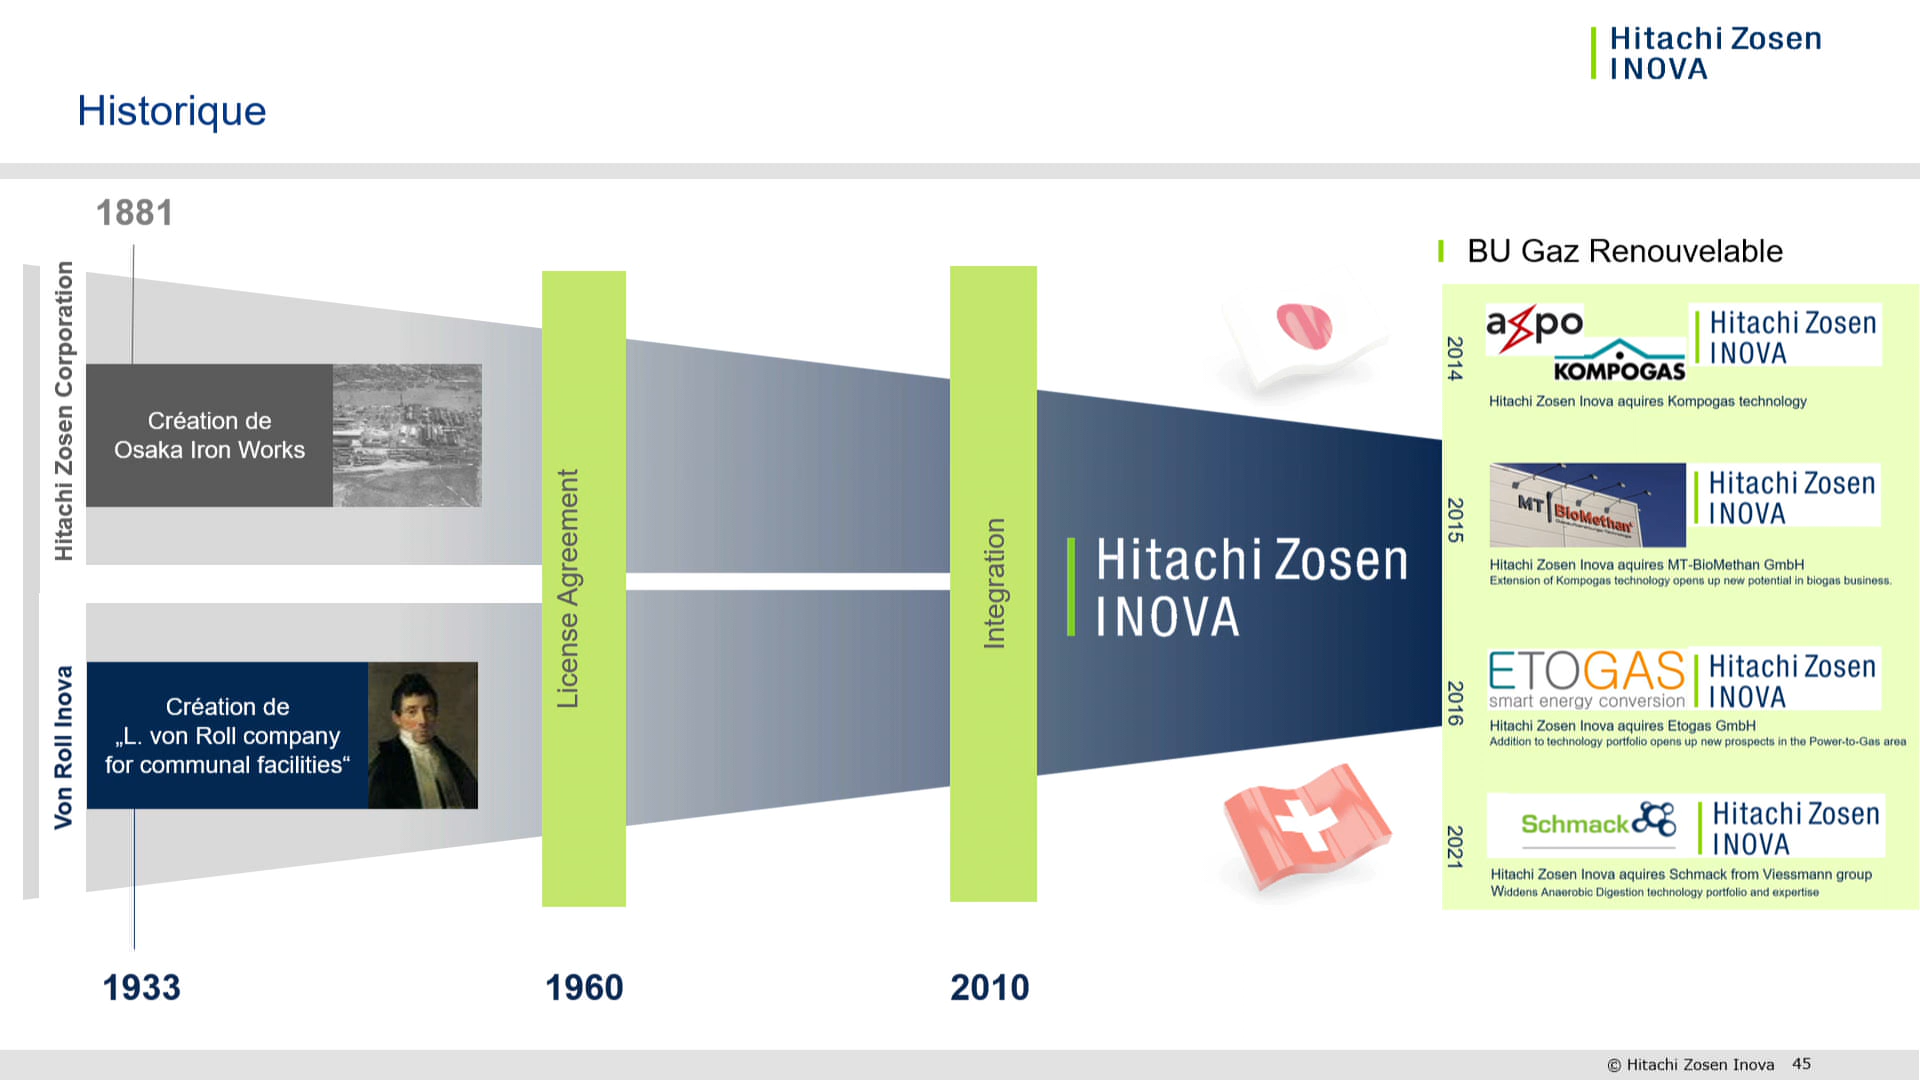 Hitachi Zosen
INOVA
Historique
1881
Hitachi Zosen Corporation
Création de
Osaka Iron Works
Von Roll Inova
Création de
„L. von Roll company
for communal facilities“
1933
License Agreement
1960
Integration
2010
Hitachi Zosen
INOVA
BU Gaz Renouvelable
2014
axpo
KOMPOGAS
Hitachi Zosen
INOVA
Hitachi Zosen Inova aquires Kompogas technology
2015
MT BioMethan
Hitachi Zosen
INOVA
Hitachi Zosen Inova aquires MT-BioMethan GmbH
Extension of Kompogas technology opens up new potential in biogas business.
2016
ETOGAS
smart energy conversion
Hitachi Zosen
INOVA
Hitachi Zosen Inova aquires Etogas GmbH
Addition to technology portfolio opens up new prospects in the Power-to-Gas area
2021
Schmack
Hitachi Zosen
INOVA
Hitachi Zosen Inova aquires Schmack from Viessmann group
Widdens Anaerobic Digestion technology portfolio and expertise
© Hitachi Zosen Inova 45